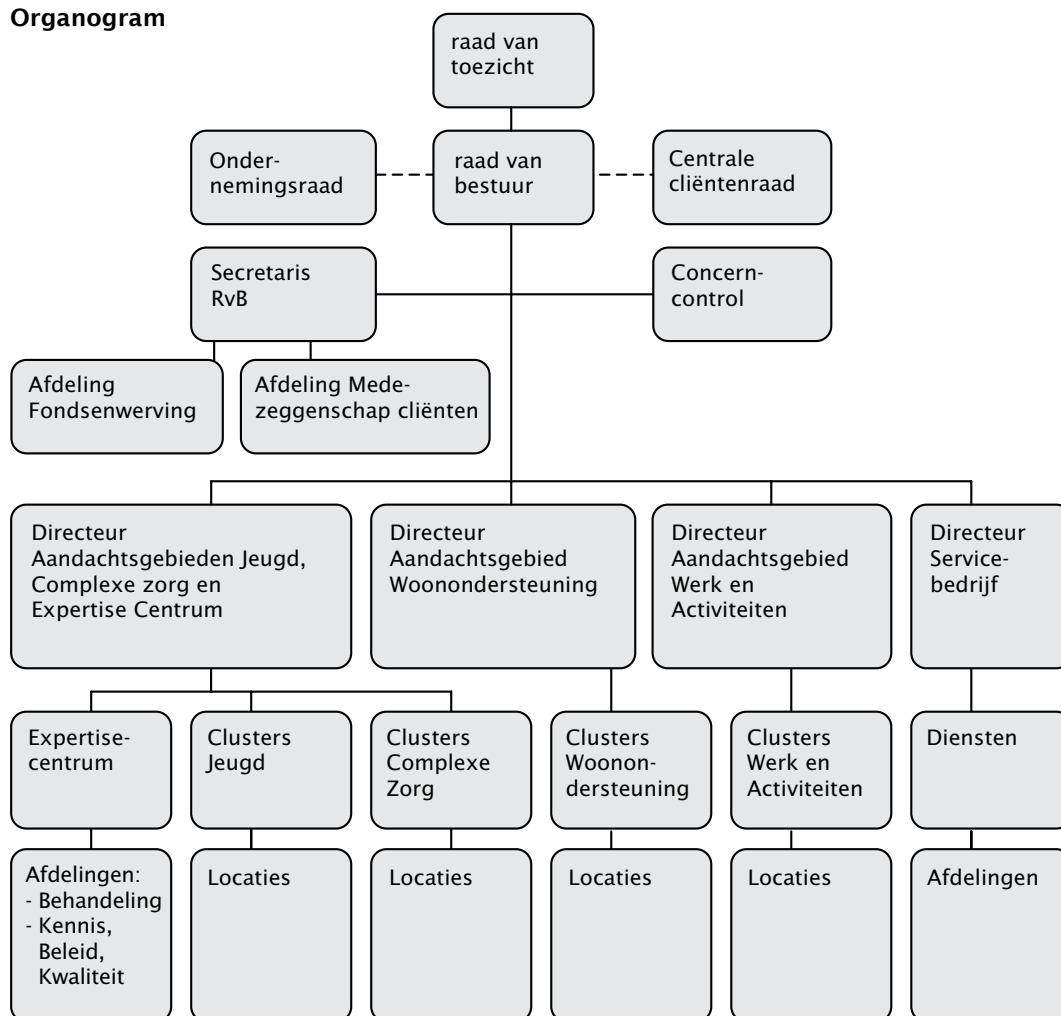 Organogram
raad van
toezicht
Onder-
nemingsraad
raad van
bestuur
Centrale
cliëntenraad
Secretaris
RvB
Concern-
control
Afdeling
Fondsenwerving
Afdeling Mede-
zeggenschap cliënten
Directeur
Aandachtsgebieden Jeugd,
Complexe zorg en
Expertise Centrum
Directeur
Aandachtsgebied
Woonondersteuning
Directeur
Aandachtsgebied
Werk en
Activiteiten
Directeur
Service-
bedrijf
Expertise-
centrum
Clusters
Jeugd
Clusters
Complexe
Zorg
Clusters
Woonon-
dersteuning
Clusters
Werk en
Activiteiten
Diensten
Afdelingen:
- Behandeling
- Kennis,
Beleid,
Kwaliteit
Locaties
Locaties
Locaties
Locaties
Afdelingen